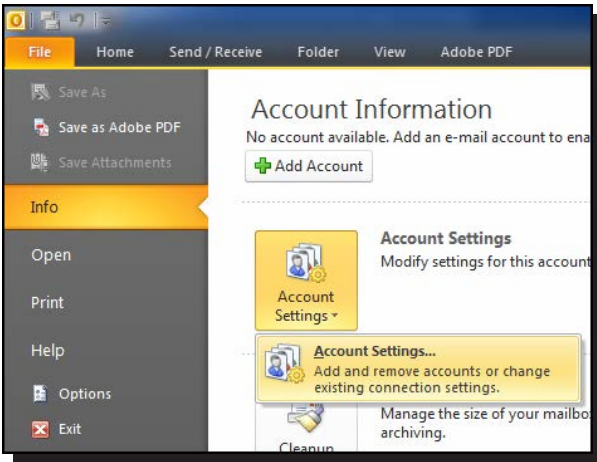 File Home Send / Receive Folder View Adobe PDF
Save As
Save as Adobe PDF
Save Attachments
Info
Open
Print
Help
Options
Exit
Account Information
No account available. Add an e-mail account to ena
Add Account
Account Settings
Modify settings for this account
Account
Settings
Account Settings...
Add and remove accounts or change
existing connection settings.
Manage the size of your mailbo
archiving.
Cleanup